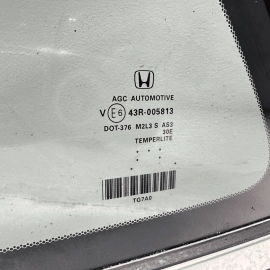 AGC AUTOMOTIVE
V E6 43R-005813
DOT-376 M2L3 S AS3
30E
TEMPERLITE
TG7A0